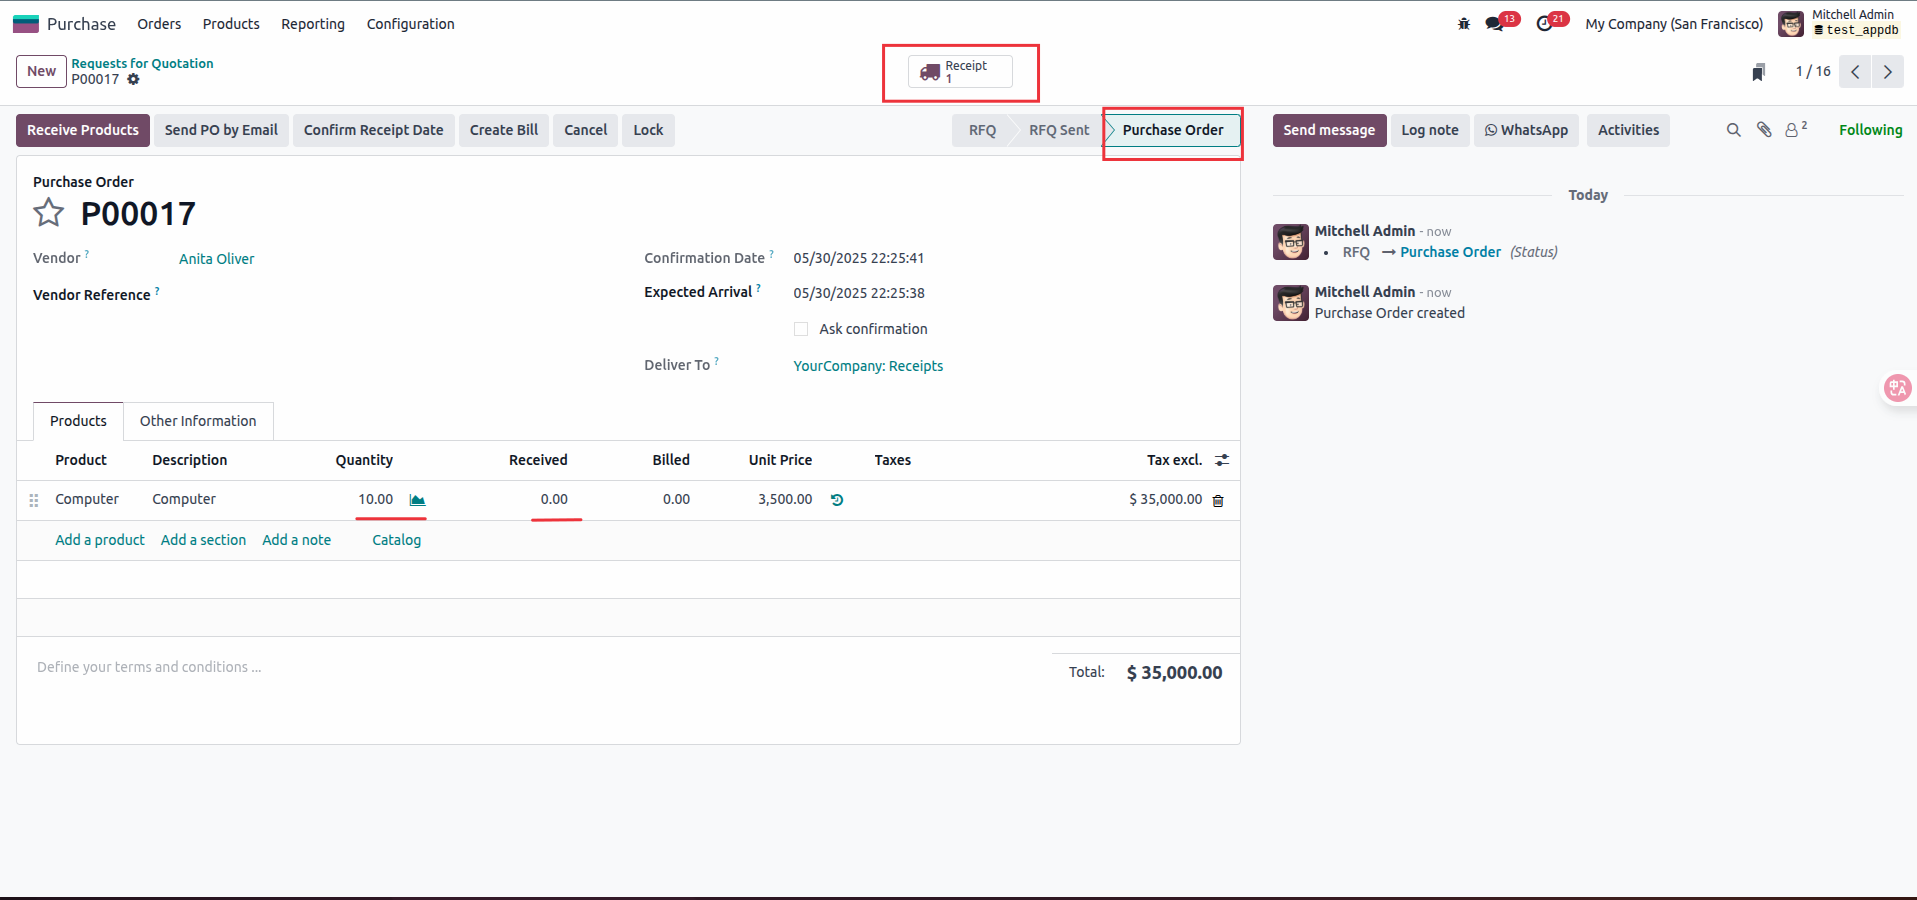 Purchase Orders Products Reporting Configuration 13 21 My Company (San Francisco) Mitchell Admin
test_appdb
New Requests for Quotation Receipt 1 / 16
P00017 1
Receive Products Send PO by Email Confirm Receipt Date Create Bill Cancel Lock RFQ RFQ Sent Purchase Order Send message Log note WhatsApp Activities 2 Following
Purchase Order
P00017
Today
Mitchell Admin - now
RFQ → Purchase Order (Status)
Mitchell Admin - now
Purchase Order created
Vendor ? Anita Oliver Confirmation Date ? 05/30/2025 22:25:41
Vendor Reference ? Expected Arrival ? 05/30/2025 22:25:38
Ask confirmation
Deliver To ? YourCompany: Receipts
中A
Products Other Information
Product Description Quantity Received Billed Unit Price Taxes Tax excl.
Computer Computer 10.00 0.00 0.00 3,500.00 $ 35,000.00
Add a product Add a section Add a note Catalog
Define your terms and conditions ... Total: $ 35,000.00